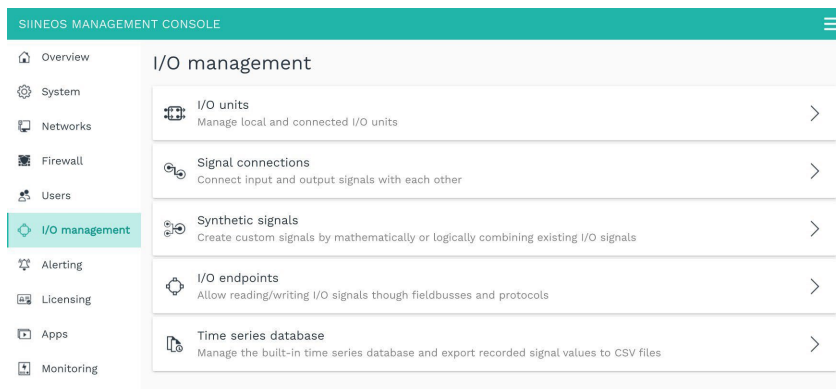 SIINEOS MANAGEMENT CONSOLE
Overview
System
Networks
Firewall
Users
I/O management
Alerting
Licensing
Apps
Monitoring
I/O management
I/O units
Manage local and connected I/O units
Signal connections
Connect input and output signals with each other
Synthetic signals
Create custom signals by mathematically or logically combining existing I/O signals
I/O endpoints
Allow reading/writing I/O signals though fieldbusses and protocols
Time series database
Manage the built-in time series database and export recorded signal values to CSV files